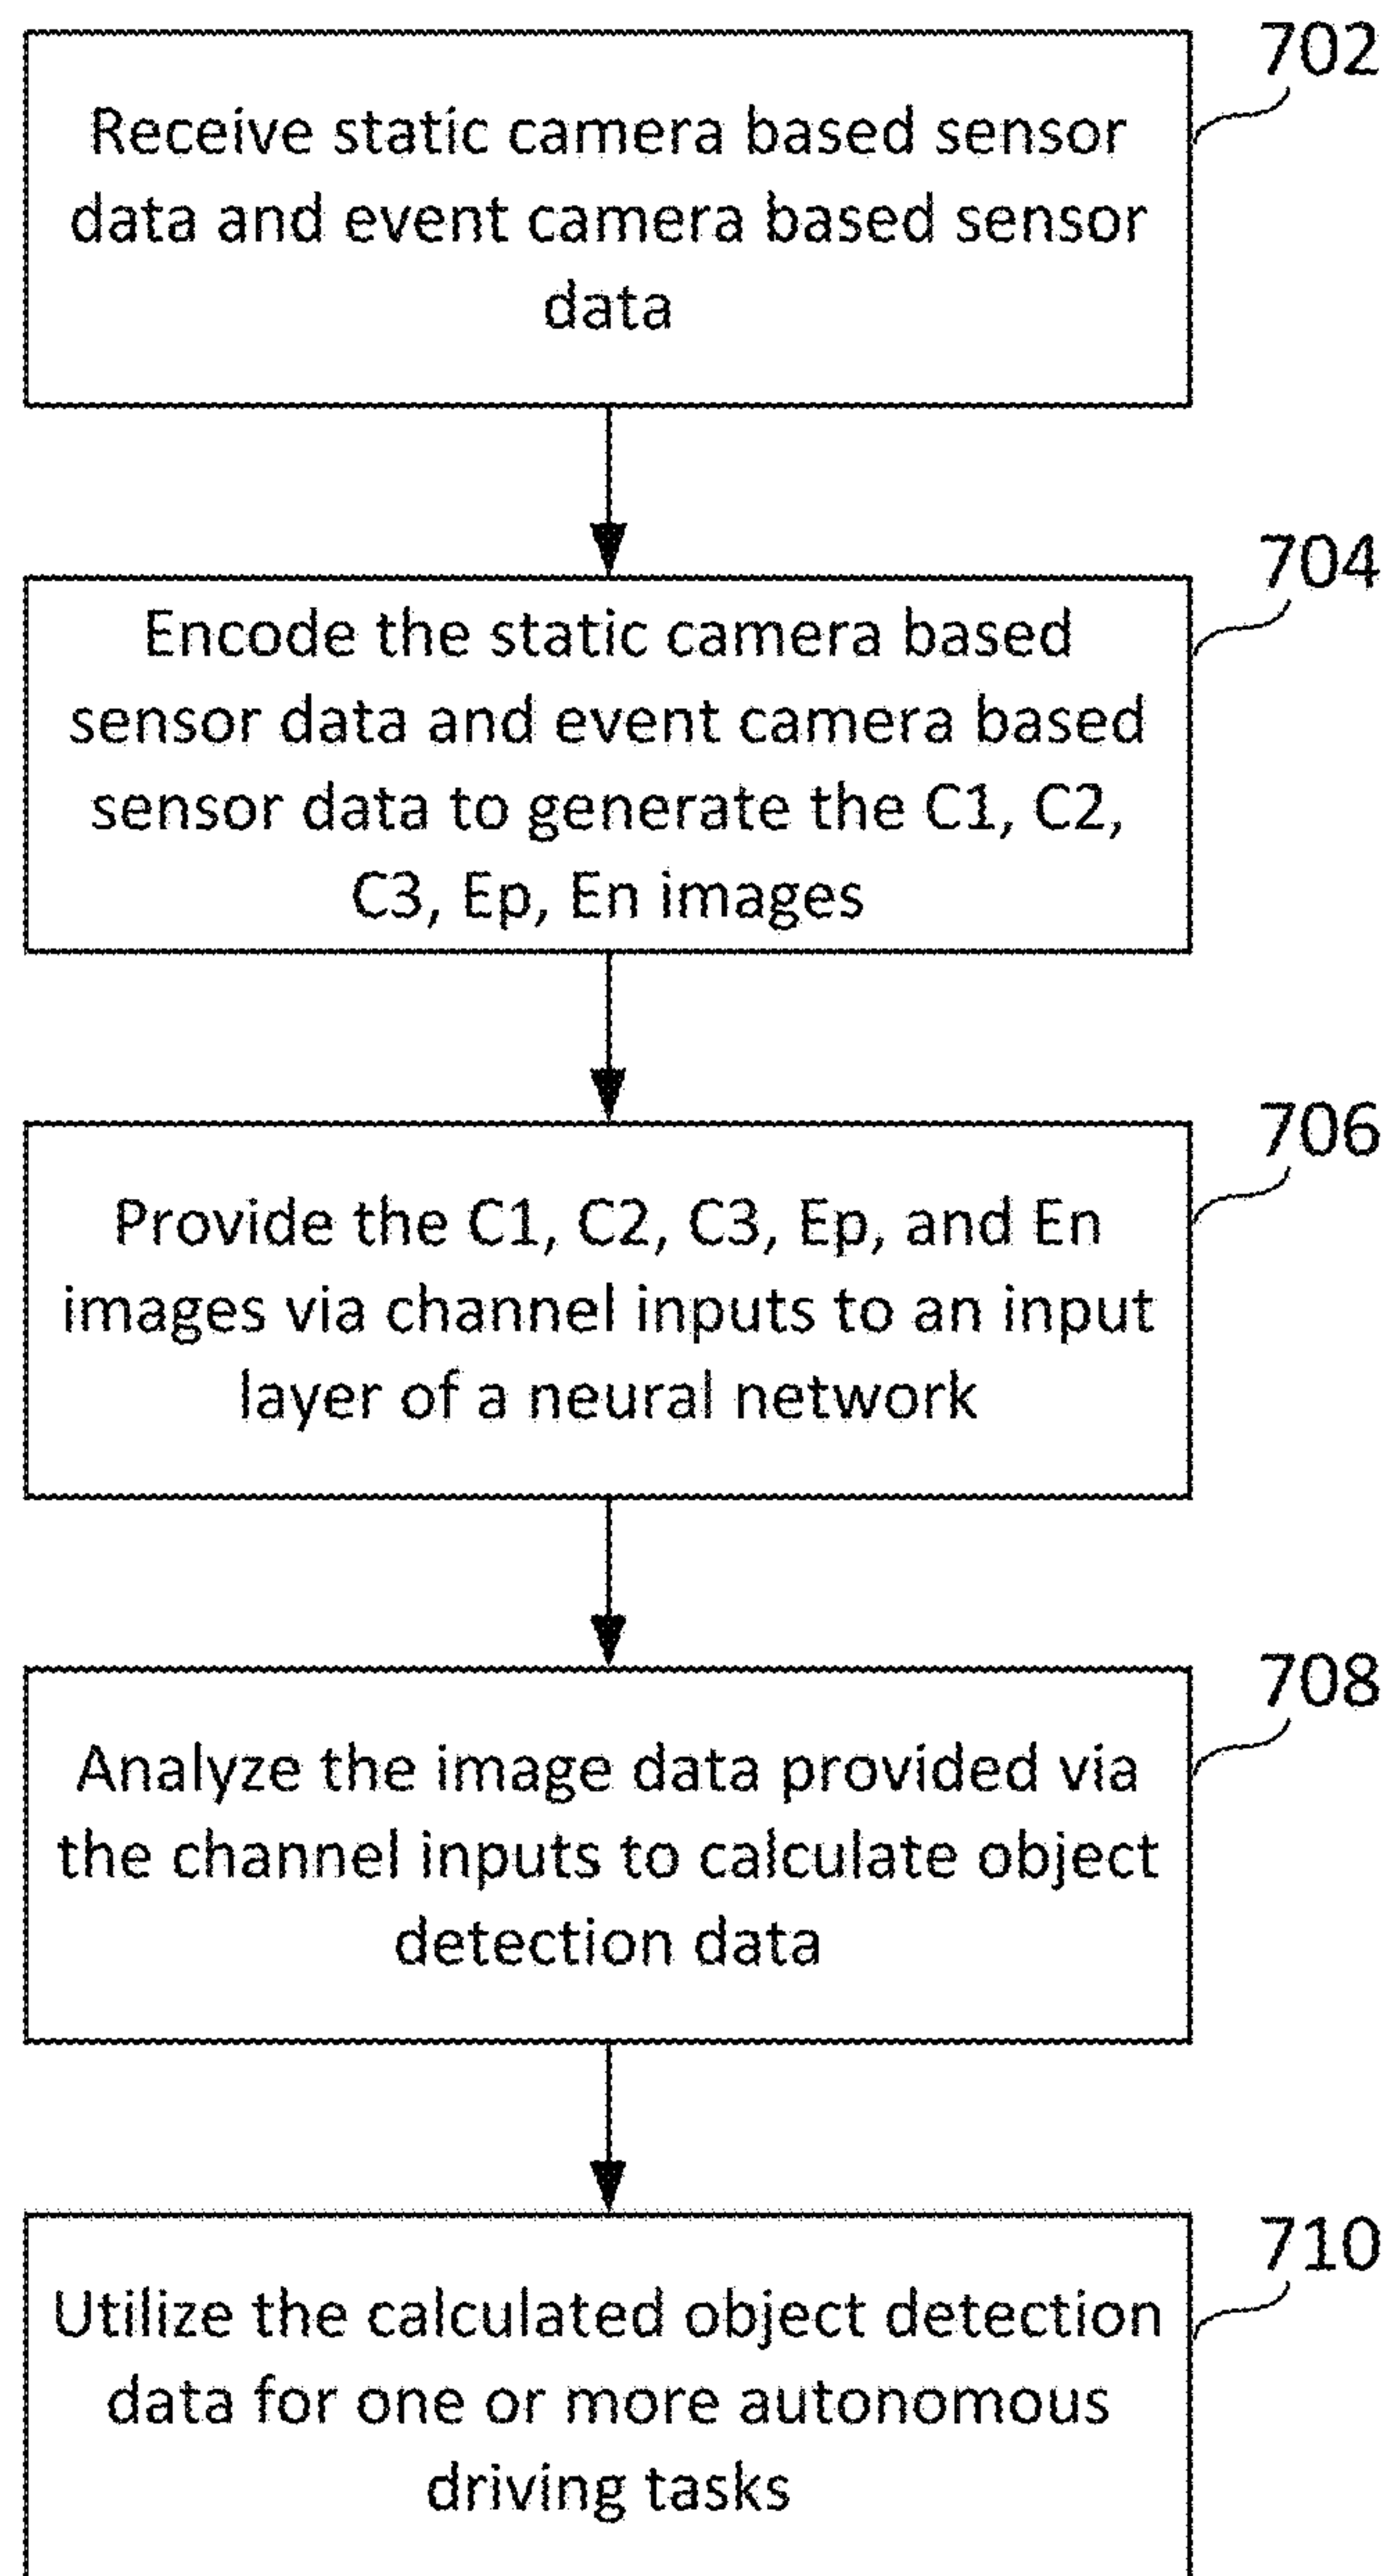 702
Receive static camera based sensor
data and event camera based sensor
data
704
Encode the static camera based
sensor data and event camera based
sensor data to generate the C1, C2,
C3, Ep, En images
706
Provide the C1, C2, C3, Ep, and En
images via channel inputs to an input
layer of a neural network
708
Analyze the image data provided via
the channel inputs to calculate object
detection data
710
Utilize the calculated object detection
data for one or more autonomous
driving tasks